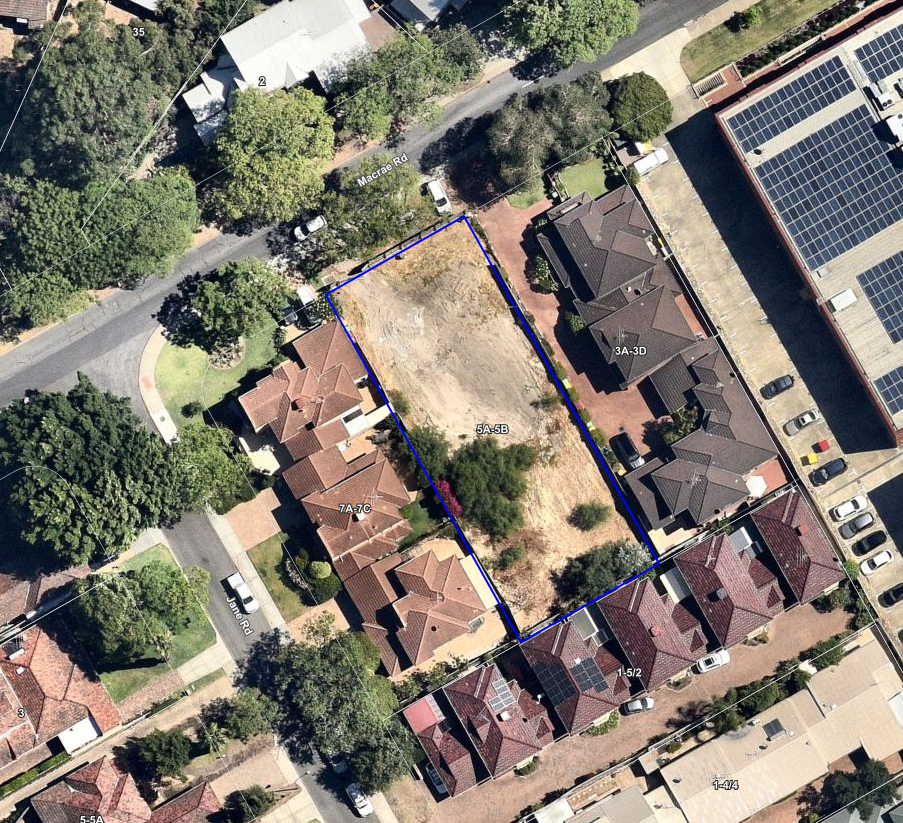 35
2
Macrae Rd
3A-3D
5A-5B
7A-7C
Jane Rd
1-5/2
3
1-4/4
5-5A